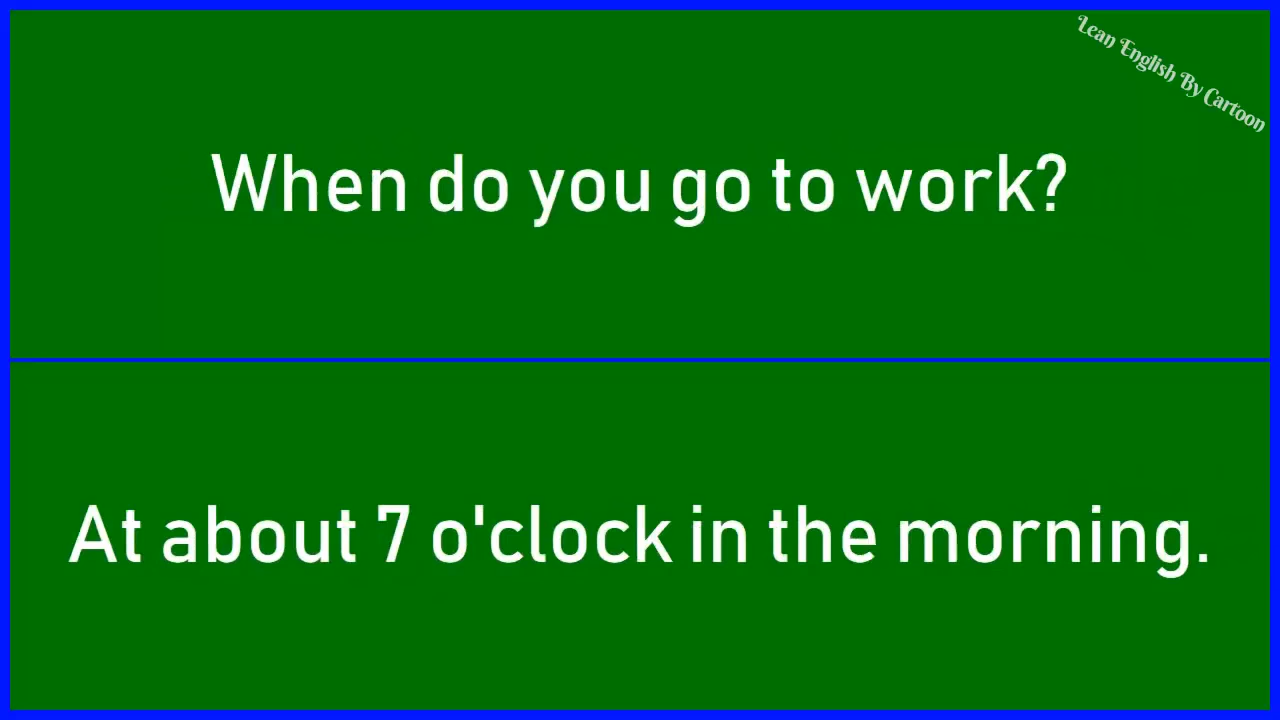 Lean English By Cartoon
When do you go to work?
At about 7 o'clock in the morning.